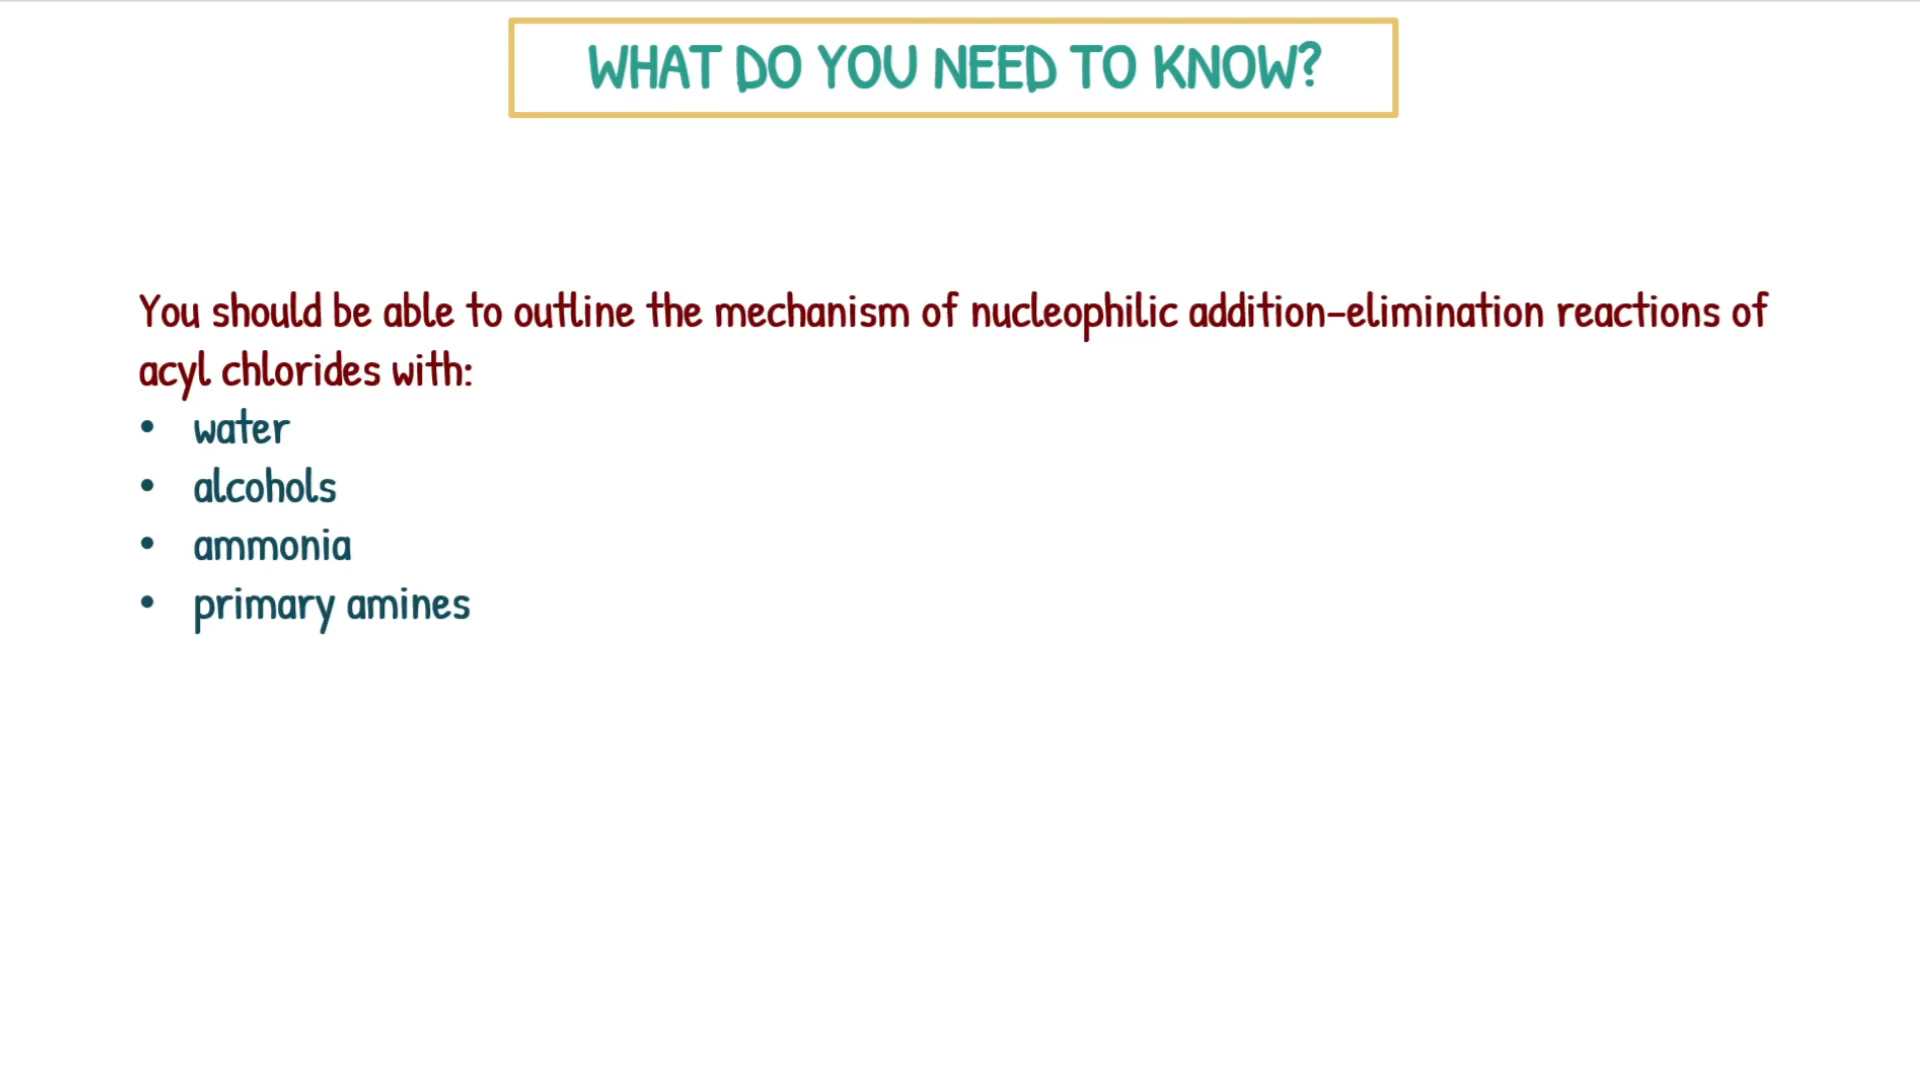 WHAT DO YOU NEED TO KNOW?
You should be able to outline the mechanism of nucleophilic addition-elimination reactions of
acyl chlorides with:
• water
• alcohols
• ammonia
• primary amines